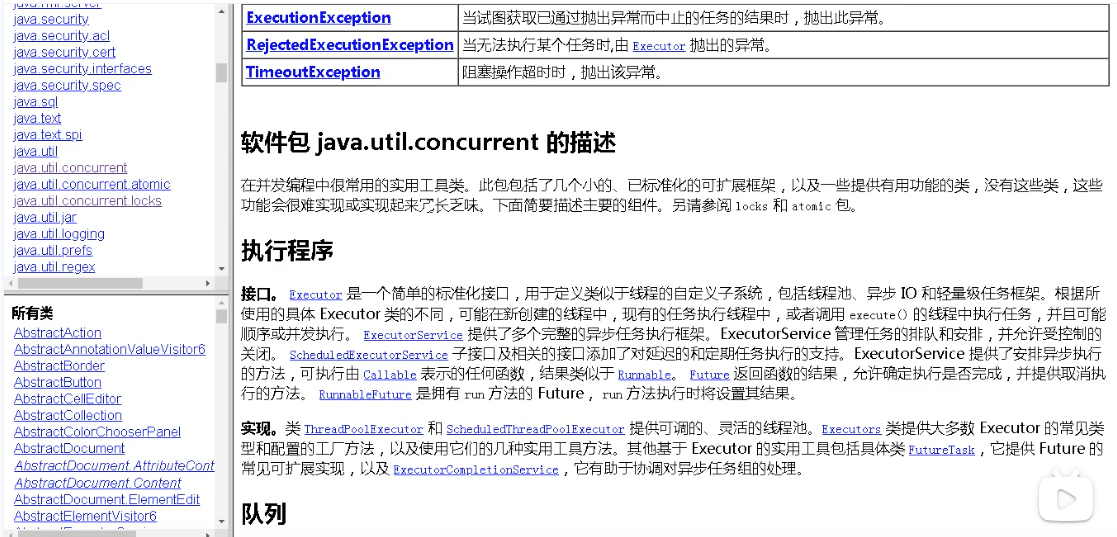 java.rmi.server
java.security
java.security.acl
java.security.cert
java.security.interfaces
java.security.spec
java.sql
java.text
java.text.spi
java.util
java.util.concurrent
java.util.concurrent.atomic
java.util.concurrent.locks
java.util.jar
java.util.logging
java.util.prefs
java.util.regex
所有类
AbstractAction
AbstractAnnotationValueVisitor6
AbstractBorder
AbstractButton
AbstractCellEditor
AbstractCollection
AbstractColorChooserPanel
AbstractDocument
AbstractDocument.AttributeCont
AbstractDocument.Content
AbstractDocument.ElementEdit
AbstractElementVisitor6
ExecutionException 当试图获取已通过抛出异常而中止的任务的结果时，抛出此异常。
RejectedExecutionException 当无法执行某个任务时,由 Executor 抛出的异常。
TimeoutException 阻塞操作超时时，抛出该异常。
软件包 java.util.concurrent 的描述
在并发编程中很常用的实用工具类。此包包括了几个小的、已标准化的可扩展框架，以及一些提供有用功能的类，没有这些类，这些
功能会很难实现或实现起来冗长乏味。下面简要描述主要的组件。另请参阅 locks 和 atomic 包。
执行程序
接口。 Executor 是一个简单的标准化接口，用于定义类似于线程的自定义子系统，包括线程池、异步 IO 和轻量级任务框架。根据所
使用的具体 Executor 类的不同，可能在新创建的线程中，现有的任务执行线程中，或者调用 execute() 的线程中执行任务，并且可能
顺序或并发执行。 ExecutorService 提供了多个完整的异步任务执行框架。ExecutorService 管理任务的排队和安排，并允许受控制的
关闭。 ScheduledExecutorService 子接口及相关的接口添加了对延迟的和定期任务执行的支持。ExecutorService 提供了安排异步执行
的方法，可执行由 Callable 表示的任何函数，结果类似于 Runnable。 Future 返回函数的结果，允许确定执行是否完成，并提供取消执
行的方法。 RunnableFuture 是拥有 run 方法的 Future， run 方法执行时将设置其结果。
实现。类 ThreadPoolExecutor 和 ScheduledThreadPoolExecutor 提供可调的、灵活的线程池。Executors 类提供大多数 Executor 的常见类
型和配置的工厂方法，以及使用它们的几种实用工具方法。其他基于 Executor 的实用工具包括具体类 FutureTask，它提供 Future 的
常见可扩展实现，以及 ExecutorCompletionService，它有助于协调对异步任务组的处理。
队列